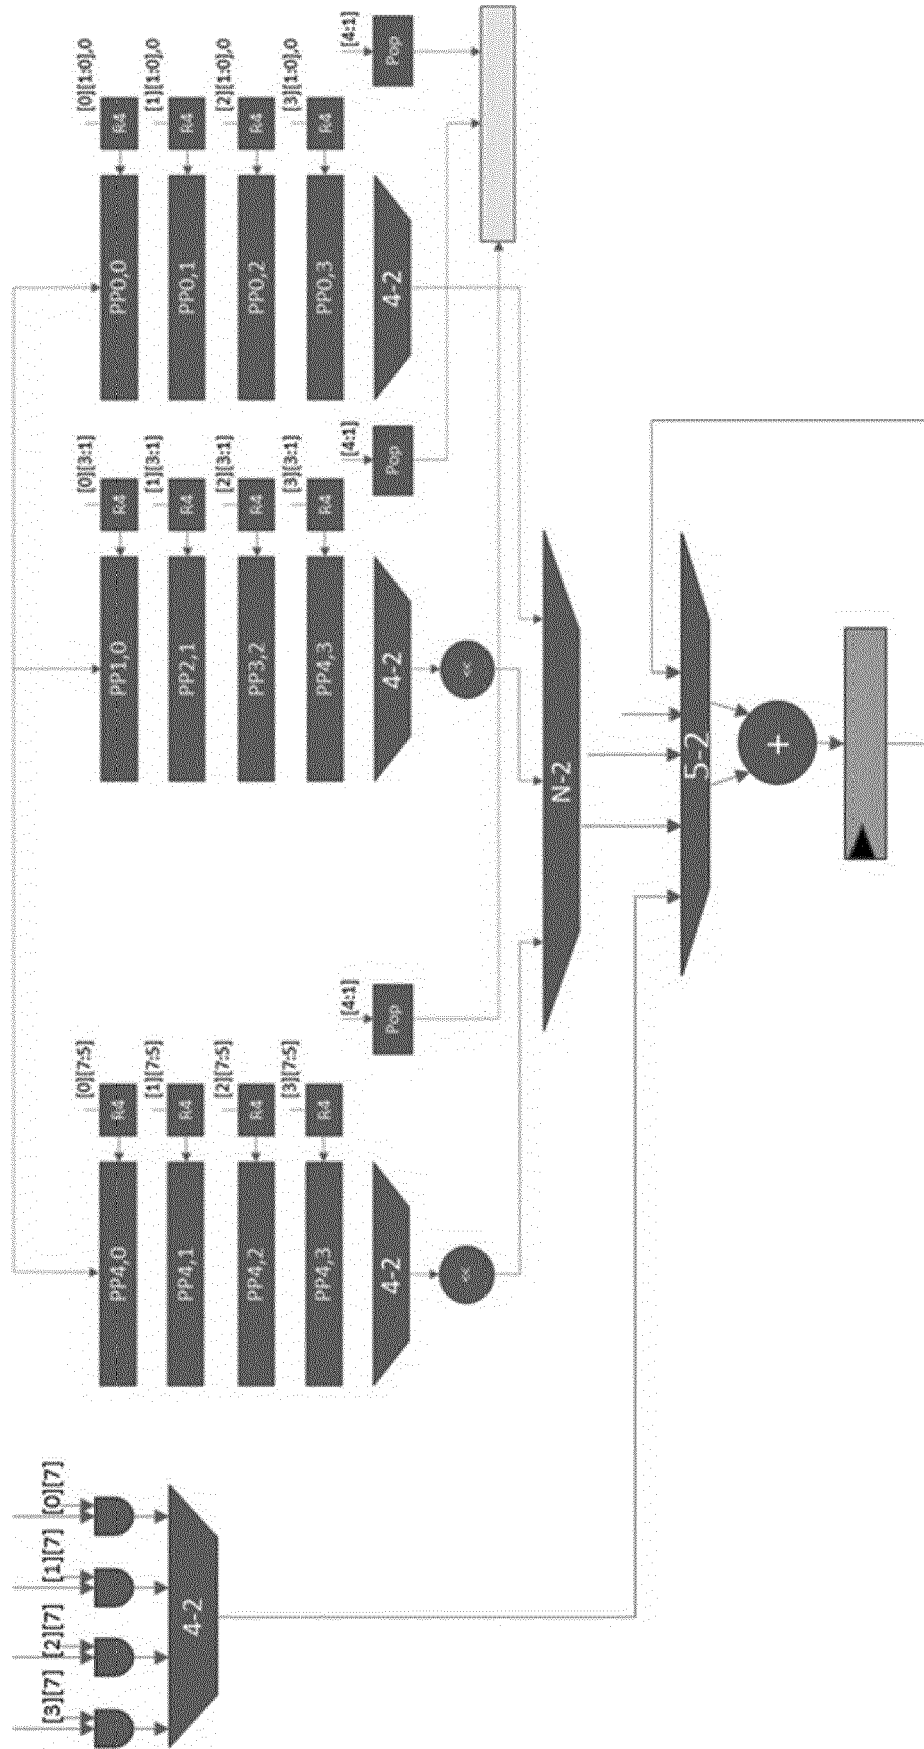 [3][7] [2][7] [1][7] [0][7]
[0][7:5] [0][3:1] [0][1:0],0
PP4,0 R4 PP1,0 R4 PP0,0 R4
[1][7:5] [1][3:1] [1][1:0],0
4-2 PP4,1 R4 PP2,1 R4 PP0,1 R4
[2][7:5] [2][3:1] [2][1:0],0
PP4,2 R4 PP3,2 R4 PP0,2 R4
[3][7:5] [3][3:1] [3][1:0],0
PP4,3 R4 PP4,3 R4 PP0,3 R4
[4:1] [4:1] [4:1]
4-2 Pop 4-2 Pop 4-2 Pop
<< <<
N-2
5-2
+